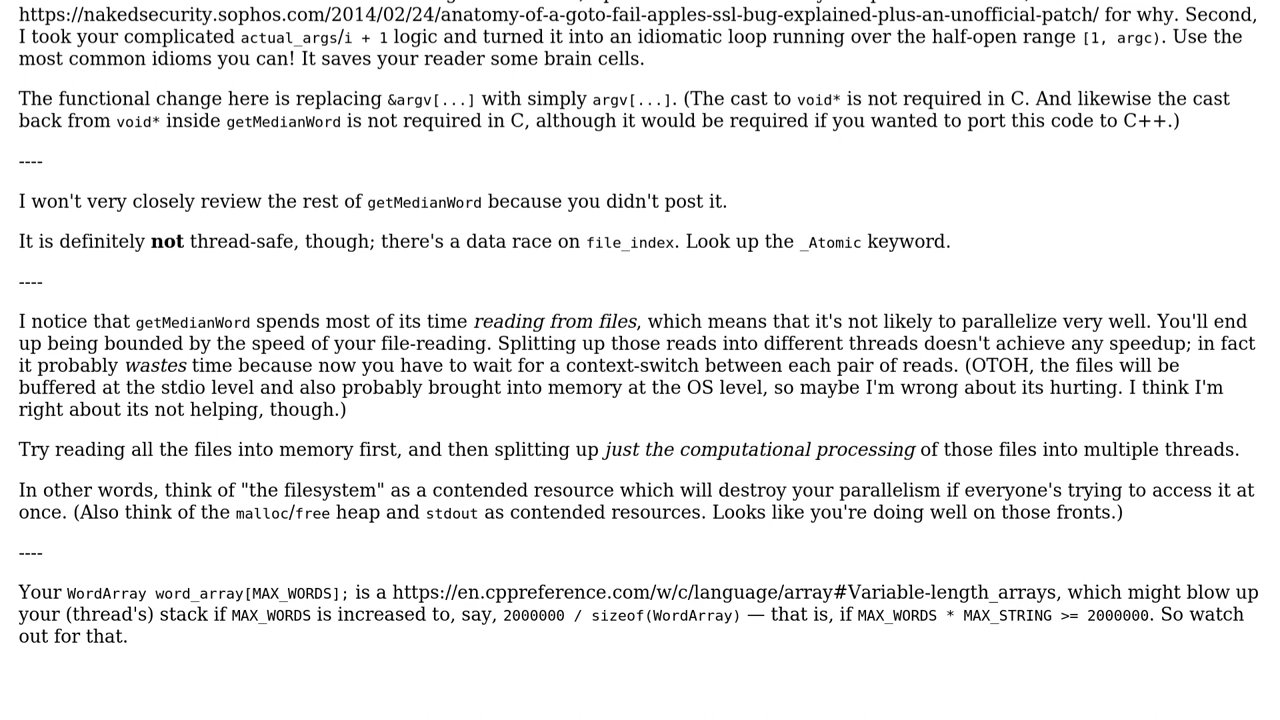 https://nakedsecurity.sophos.com/2014/02/24/anatomy-of-a-goto-fail-apples-ssl-bug-explained-plus-an-unofficial-patch/ for why. Second,
I took your complicated actual_args/i + 1 logic and turned it into an idiomatic loop running over the half-open range [1, argc). Use the
most common idioms you can! It saves your reader some brain cells.
The functional change here is replacing &argv[...] with simply argv[...]. (The cast to void* is not required in C. And likewise the cast
back from void* inside getMedianWord is not required in C, although it would be required if you wanted to port this code to C++.)
----
I won't very closely review the rest of getMedianWord because you didn't post it.
It is definitely not thread-safe, though; there's a data race on file_index. Look up the _Atomic keyword.
----
I notice that getMedianWord spends most of its time reading from files, which means that it's not likely to parallelize very well. You'll end
up being bounded by the speed of your file-reading. Splitting up those reads into different threads doesn't achieve any speedup; in fact
it probably wastes time because now you have to wait for a context-switch between each pair of reads. (OTOH, the files will be
buffered at the stdio level and also probably brought into memory at the OS level, so maybe I'm wrong about its hurting. I think I'm
right about its not helping, though.)
Try reading all the files into memory first, and then splitting up just the computational processing of those files into multiple threads.
In other words, think of "the filesystem" as a contended resource which will destroy your parallelism if everyone's trying to access it at
once. (Also think of the malloc/free heap and stdout as contended resources. Looks like you're doing well on those fronts.)
----
Your WordArray word_array[MAX_WORDS]; is a https://en.cppreference.com/w/c/language/array#Variable-length_arrays, which might blow up
your (thread's) stack if MAX_WORDS is increased to, say, 2000000 / sizeof(WordArray) — that is, if MAX_WORDS * MAX_STRING >= 2000000. So watch
out for that.